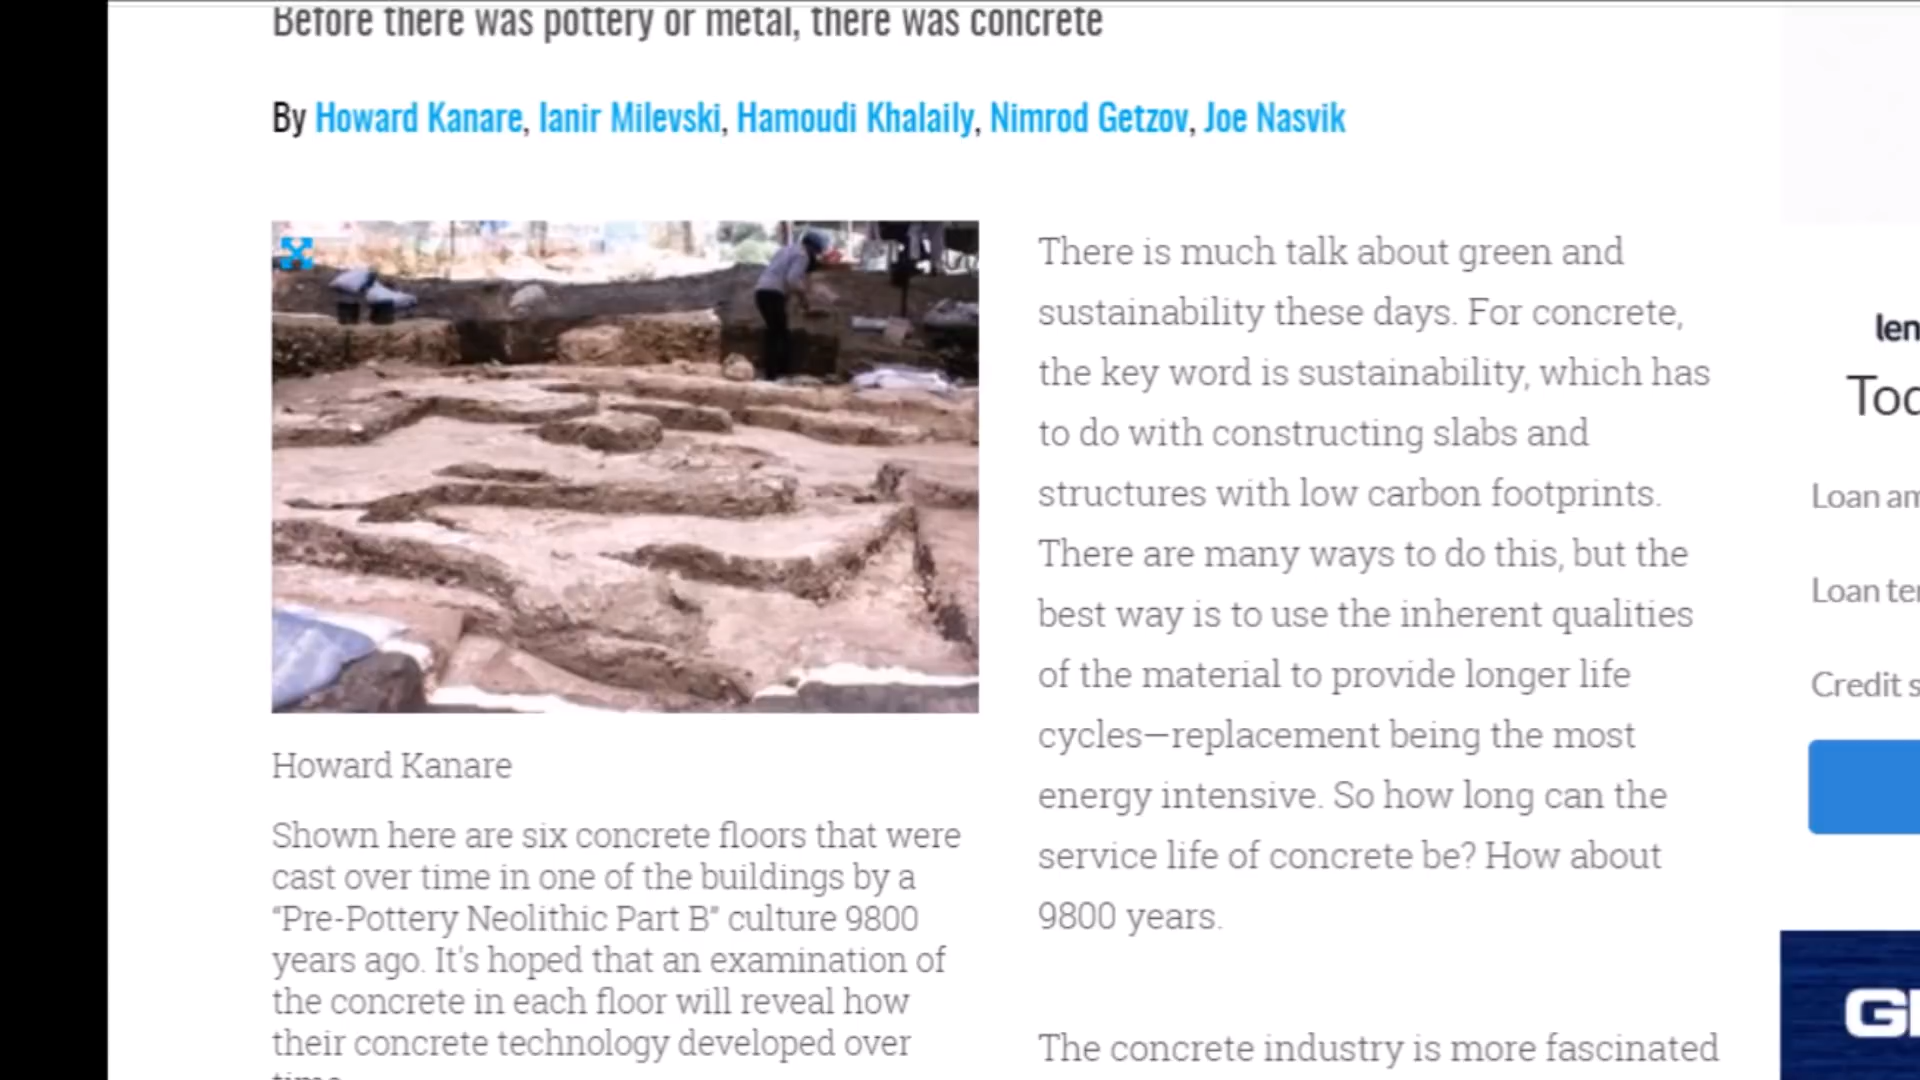 Before there was pottery or metal, there was concrete
By Howard Kanare, Ianir Milevski, Hamoudi Khalaily, Nimrod Getzov, Joe Nasvik
Howard Kanare
Shown here are six concrete floors that were
cast over time in one of the buildings by a
“Pre-Pottery Neolithic Part B” culture 9800
years ago. It's hoped that an examination of
the concrete in each floor will reveal how
their concrete technology developed over
There is much talk about green and
sustainability these days. For concrete,
the key word is sustainability, which has
to do with constructing slabs and
structures with low carbon footprints.
There are many ways to do this, but the
best way is to use the inherent qualities
of the material to provide longer life
cycles—replacement being the most
energy intensive. So how long can the
service life of concrete be? How about
9800 years.
The concrete industry is more fascinated
len
Toc
Loan am
Loan ter
Credit s